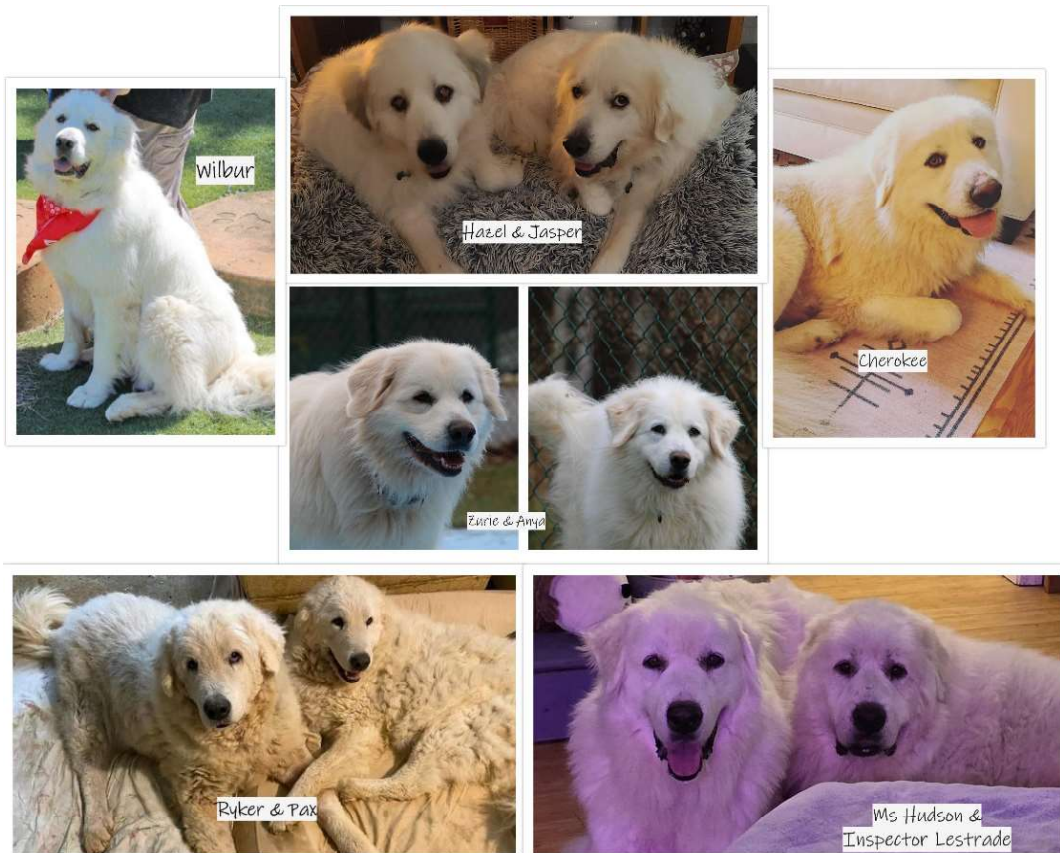 Wilbur
Hazel & Jasper
Cherokee
Zurie & Anya
Ryker & Pax
Ms Hudson &
Inspector Lestrade